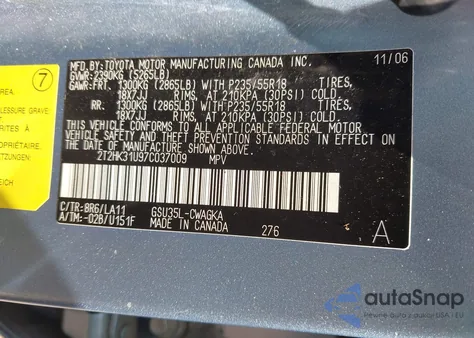 7
AREA.
PRESSURE GRAVE:
MFD. BY: TOYOTA MOTOR MANUFACTURING CANADA INC. 11/06
GVWR: 2390KG (5265LB)
GAWR: FRT. 1300KG (2865LB) WITH P235/55R18 TIRES,
18X7JJ RIMS, AT 210KPA (30PSI) COLD.
RR. 1300KG (2865LB) WITH P235/55R18 TIRES,
18X7JJ RIMS, AT 210KPA (30PSI) COLD.
THIS VEHICLE CONFORMS TO ALL APPLICABLE FEDERAL MOTOR
VEHICLE SAFETY, BUMPER, AND THEFT PREVENTION STANDARDS IN EFFECT ON
THE DATE OF MANUFACTURE SHOWN ABOVE.
2T2HK31U97C037009 MPV
C/TR: 8R6/LA11 GSU35L-CWAGKA
A/TM: -02B/U151F MADE IN CANADA 276 A
autoSnap